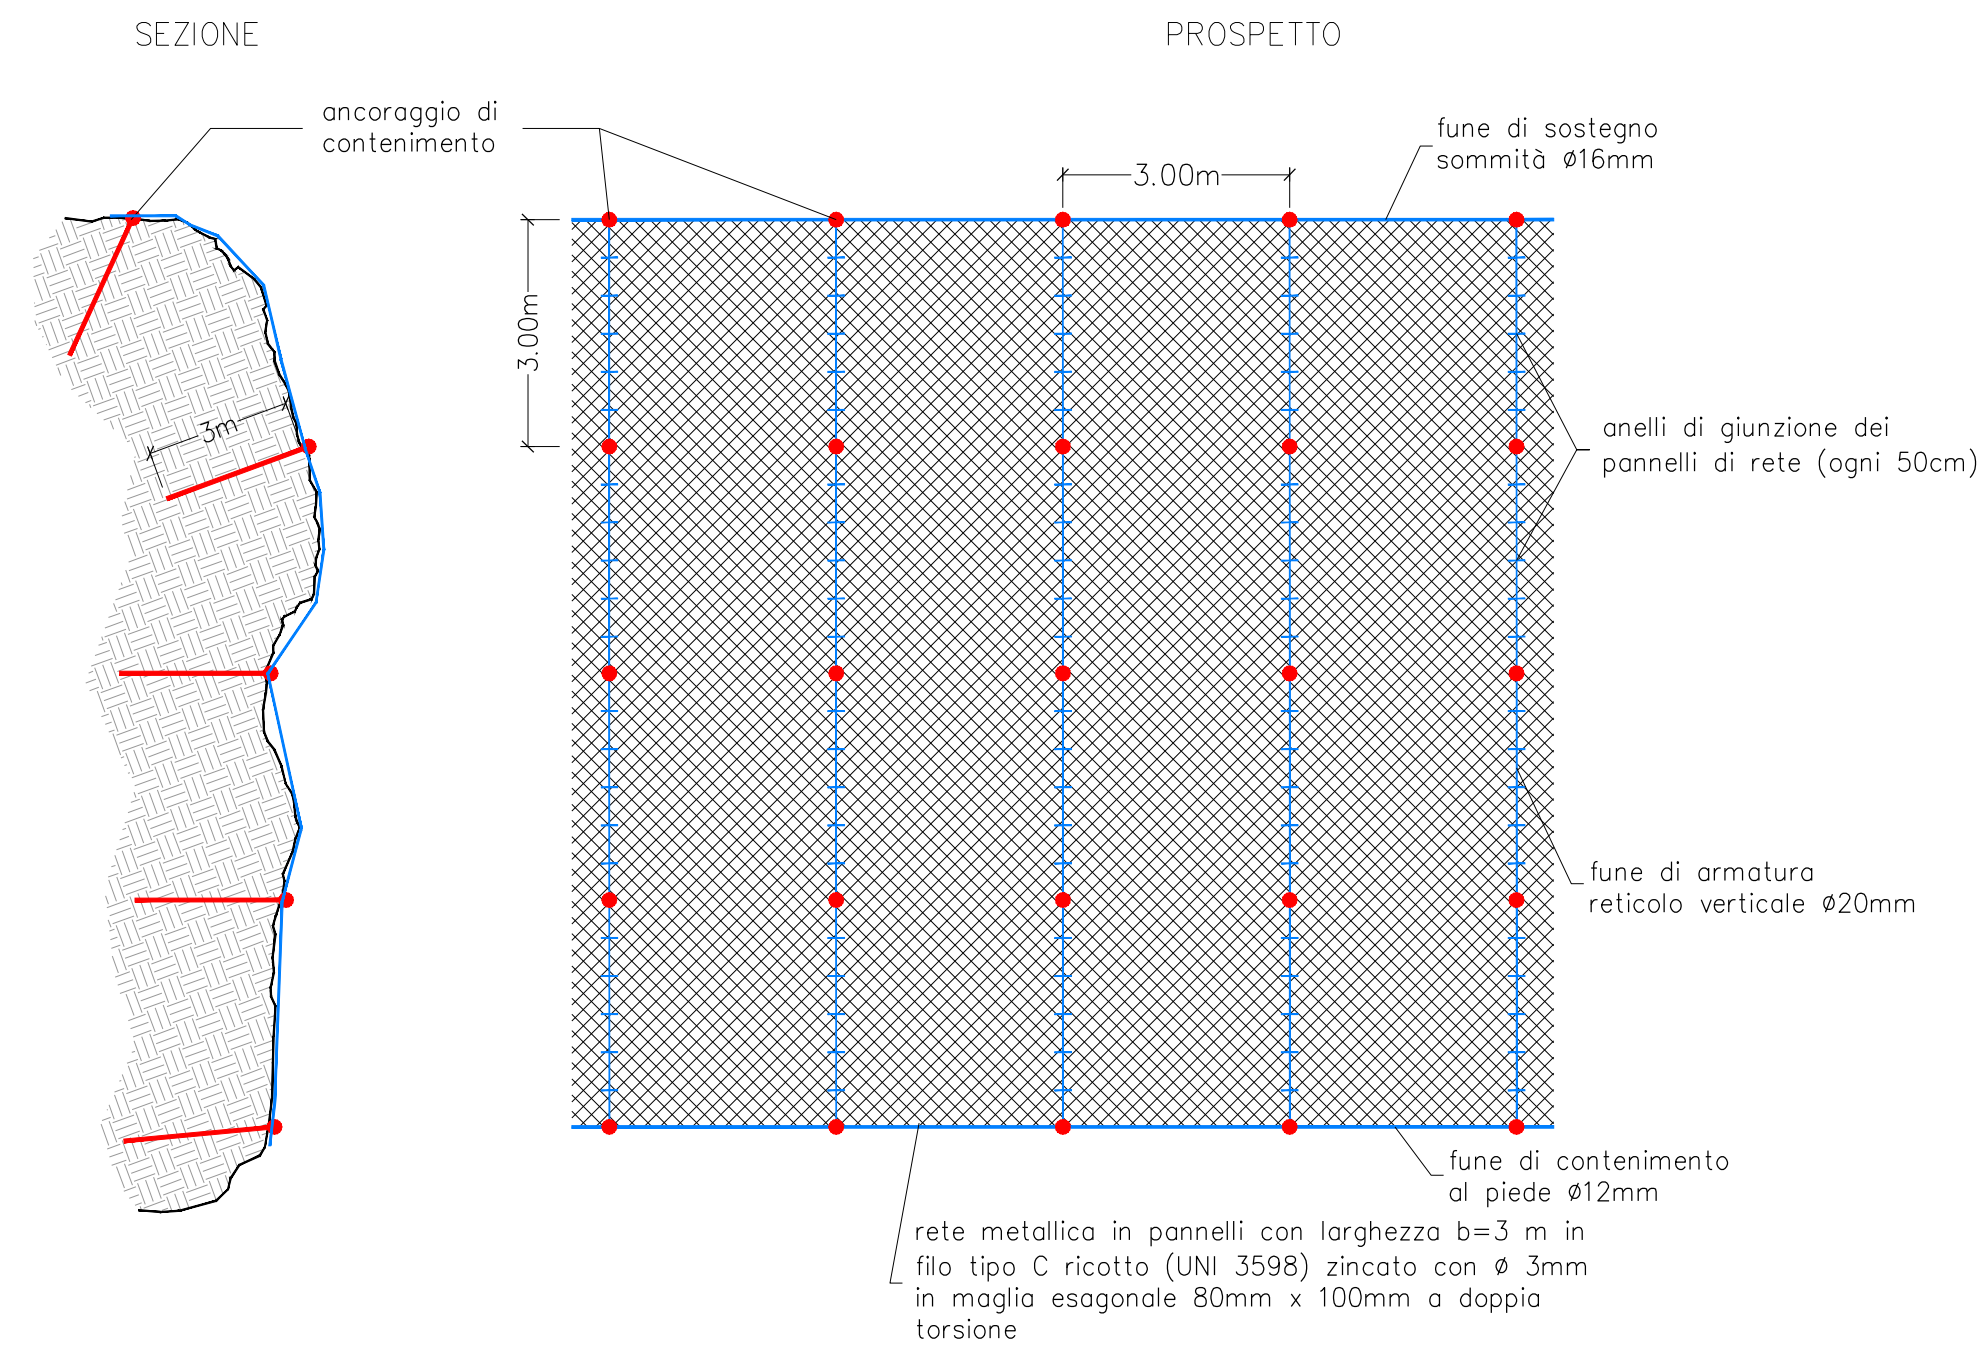 SEZIONE
PROSPETTO
ancoraggio di
contenimento
fune di sostegno
sommità Ø16mm
3.00m
3.00m
3m
anelli di giunzione dei
pannelli di rete (ogni 50cm)
fune di armatura
reticolo verticale Ø20mm
fune di contenimento
al piede Ø12mm
rete metallica in pannelli con larghezza b=3 m in
filo tipo C ricotto (UNI 3598) zincato con Ø 3mm
in maglia esagonale 80mm x 100mm a doppia
torsione